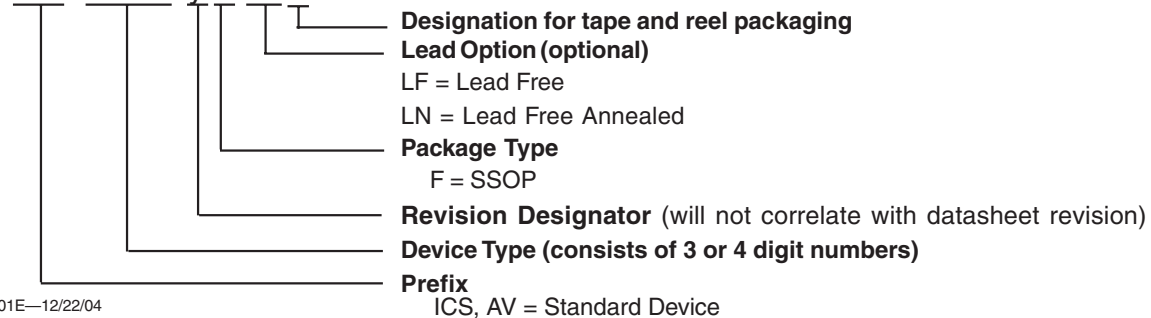 Designation for tape and reel packaging
Lead Option (optional)
LF = Lead Free
LN = Lead Free Annealed
Package Type
F = SSOP
Revision Designator (will not correlate with datasheet revision)
Device Type (consists of 3 or 4 digit numbers)
Prefix
ICS, AV = Standard Device
01E—12/22/04